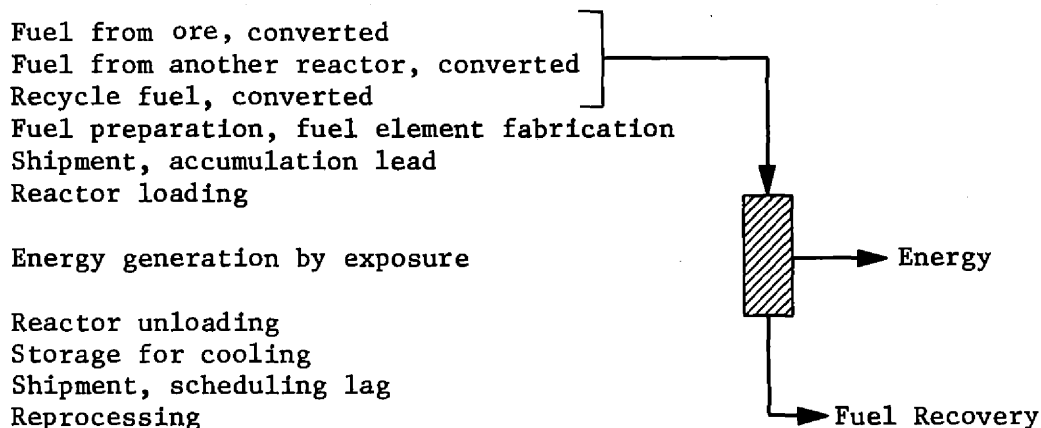 Fuel from ore, converted
Fuel from another reactor, converted
Recycle fuel, converted
Fuel preparation, fuel element fabrication
Shipment, accumulation lead
Reactor loading
Energy generation by exposure
Energy
Reactor unloading
Storage for cooling
Shipment, scheduling lag
Reprocessing
Fuel Recovery